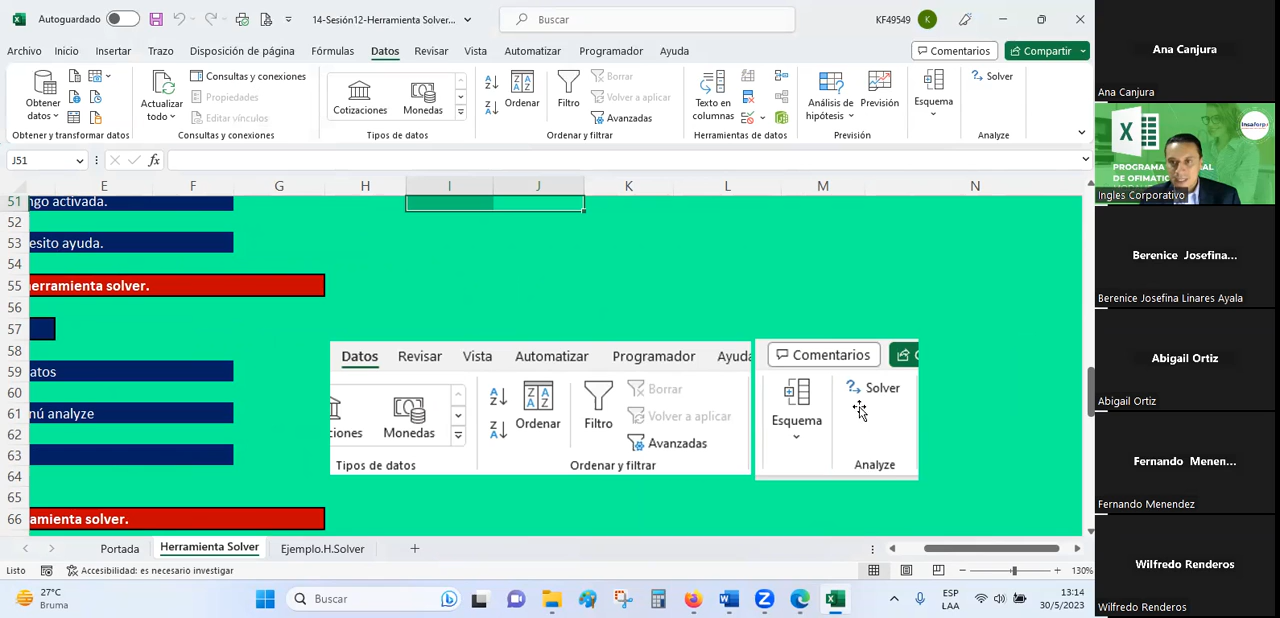 Autoguardado
14-Sesión12-Herramienta Solver...
Buscar
KF49549
K
Archivo Inicio Insertar Trazo Disposición de página Fórmulas Datos Revisar Vista Automatizar Programador Ayuda
Comentarios
Compartir
Obtener datos
Obtener y transformar datos
Actualizar todo
Consultas y conexiones
Propiedades
Editar vínculos
Consultas y conexiones
Cotizaciones
Monedas
Tipos de datos
Ordenar
Filtro
Borrar
Volver a aplicar
Avanzadas
Ordenar y filtrar
Texto en columnas
Herramientas de datos
Análisis de hipótesis
Previsión
Previsión
Esquema
Solver
Analyze
J51
fx
E F G H I J K L M N
51 ngo activada.
52
53 esito ayuda.
54
55 herramienta solver.
56
57
58
59 atos
60
61 nú analyze
62
63
64
65
66 amienta solver.
Datos Revisar Vista Automatizar Programador Ayuda
ciones
Monedas
Tipos de datos
Ordenar
Filtro
Borrar
Volver a aplicar
Avanzadas
Ordenar y filtrar
Comentarios
Esquema
Solver
Analyze
Portada Herramienta Solver Ejemplo.H.Solver
Listo
Accesibilidad: es necesario investigar
130%
27°C
Bruma
Buscar
ESP
LAA
13:14
30/5/2023
Ana Canjura
Ana Canjura
PROGRAMA
DE OFIMÁTIC
Insaforp
Ingles Corporativo
Berenice Josefina...
Berenice Josefina Linares Ayala
Abigail Ortiz
Abigail Ortiz
Fernando Menen...
Fernando Menendez
Wilfredo Renderos
Wilfredo Renderos